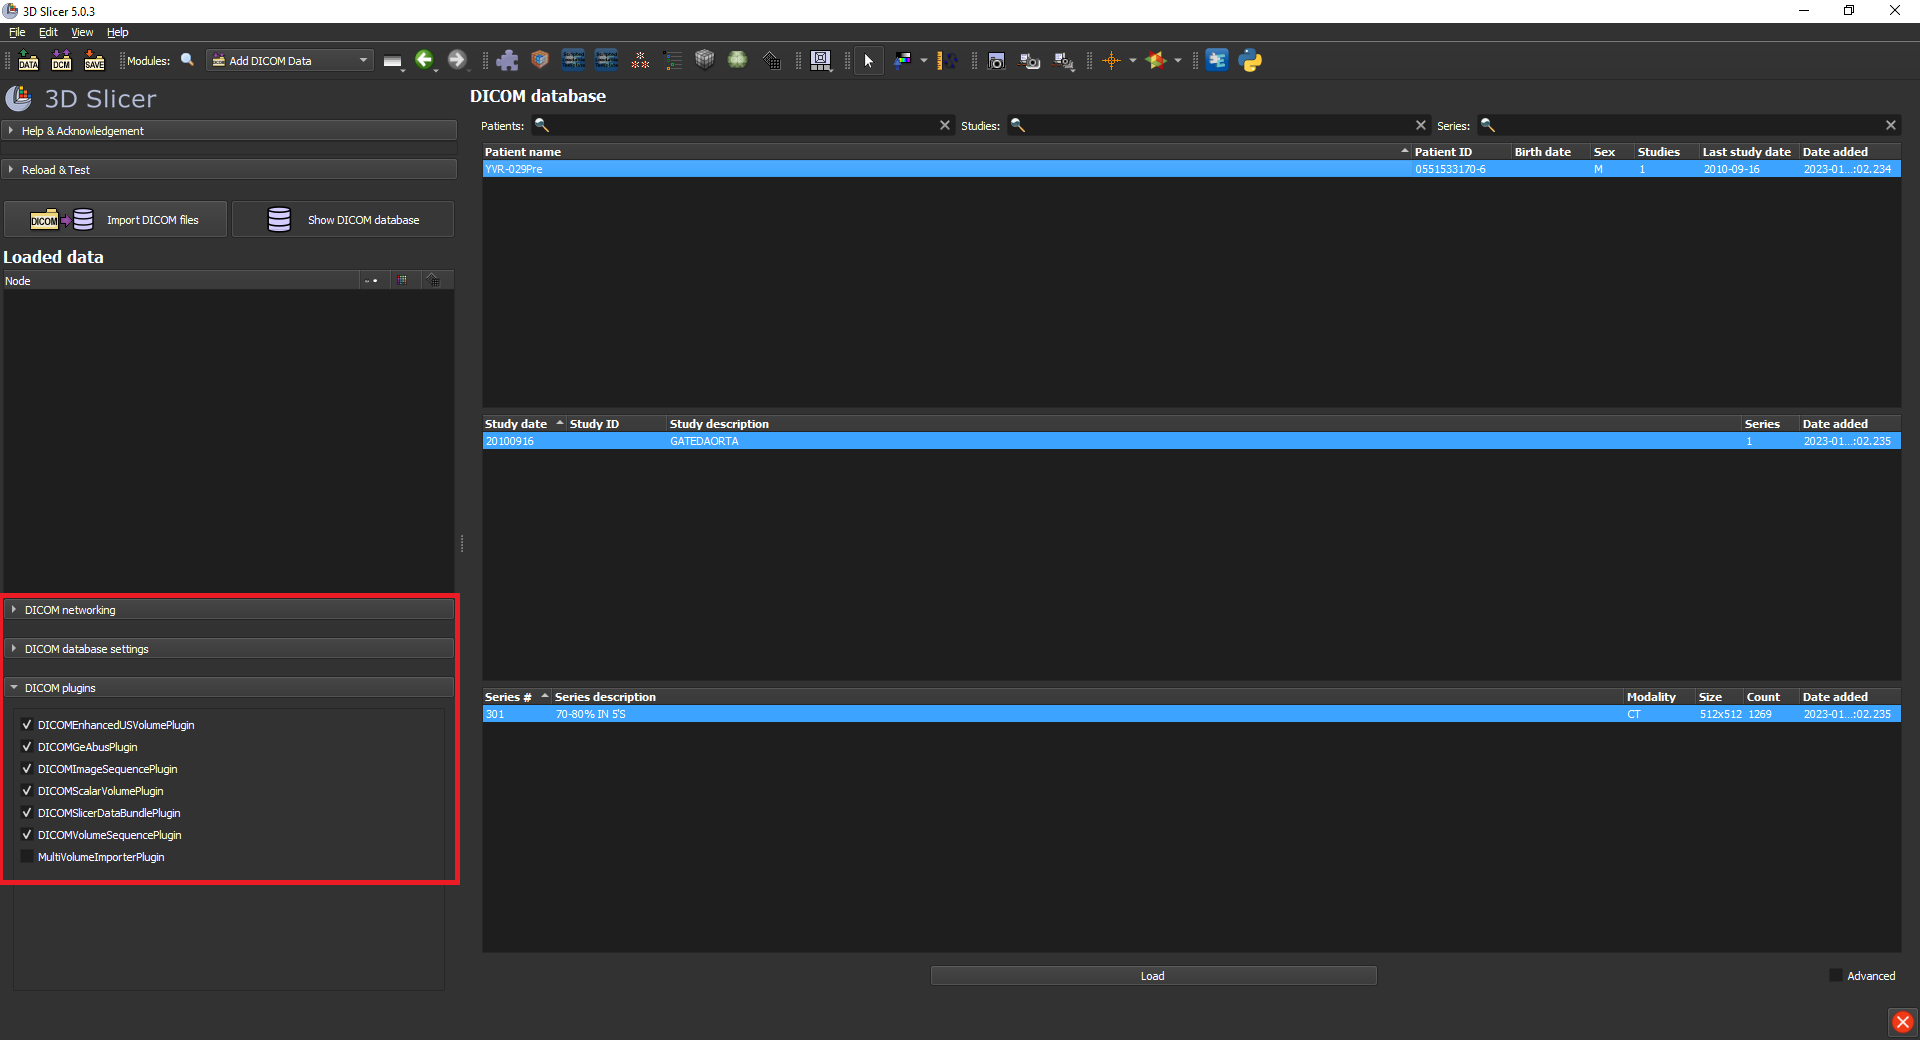 3D Slicer 5.0.3
File Edit View Help
DATA DCM SAVE Modules: Add DICOM Data
3D Slicer
Help & Acknowledgement
Reload & Test
DICOM Import DICOM files Show DICOM database
Loaded data
Node
DICOM networking
DICOM database settings
DICOM plugins
DICOMEnhancedUSVolumePlugin
DICOMGeAbusPlugin
DICOMImageSequencePlugin
DICOMScalarVolumePlugin
DICOMSlicerDataBundlePlugin
DICOMVolumeSequencePlugin
MultiVolumeImporterPlugin
DICOM database
Patients: Studies: Series:
Patient name Patient ID Birth date Sex Studies Last study date Date added
YVR-029Pre 0551533170-6 M 1 2010-09-16 2023-01...:02.234
Study date Study ID Study description Series Date added
20100916 GATEDAORTA 1 2023-01...:02.235
Series # Series description Modality Size Count Date added
301 70-80% IN 5'S CT 512x512 1269 2023-01...:02.235
Load Advanced